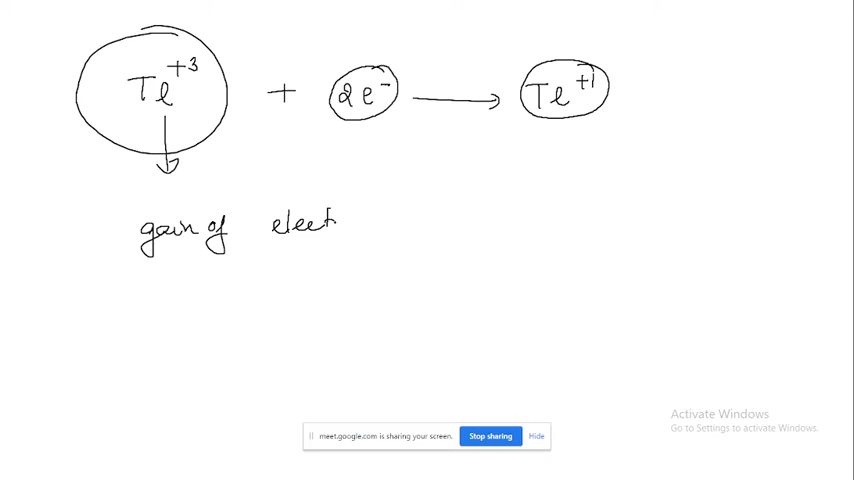 Tl+3 + 2e- → Tl+1
gain of elect
meet.google.com is sharing your screen. Stop sharing Hide
Activate Windows
Go to Settings to activate Windows.